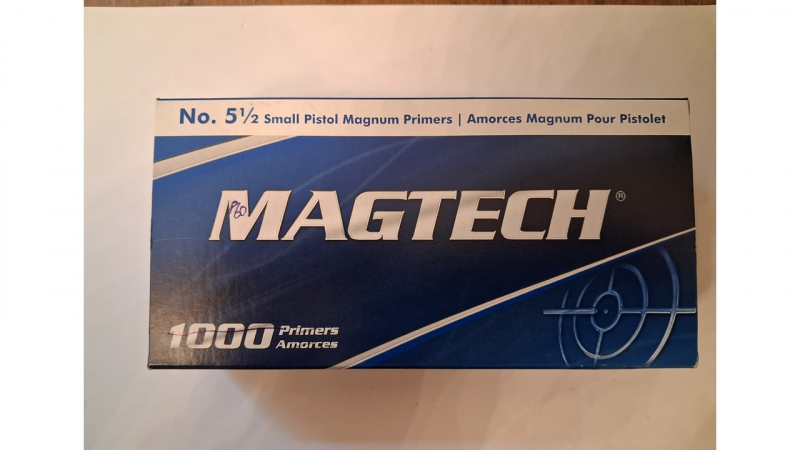 No. 5½ Small Pistol Magnum Primers | Amorces Magnum Pour Pistolet
MAGTECH®
1000 Primers
Amorces